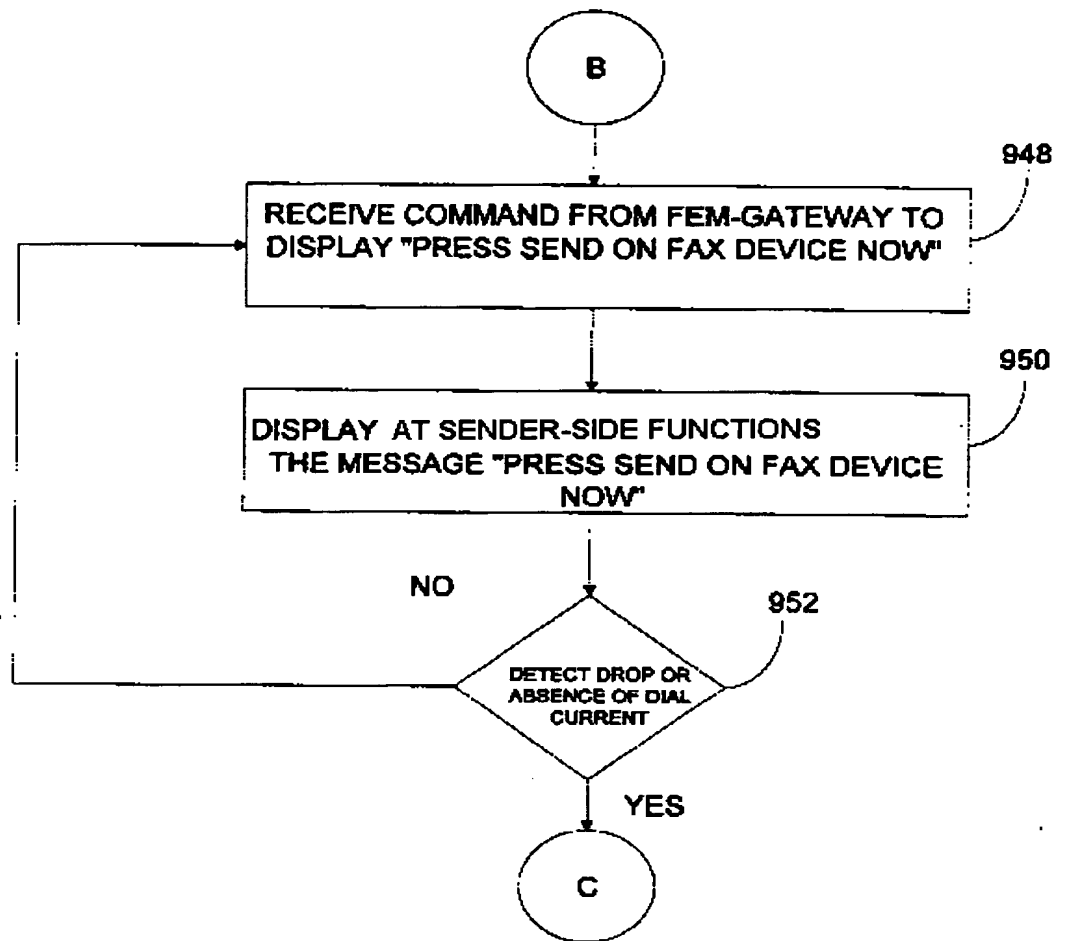 B
948
RECEIVE COMMAND FROM FEM-GATEWAY TO
DISPLAY "PRESS SEND ON FAX DEVICE NOW"
950
DISPLAY AT SENDER-SIDE FUNCTIONS
THE MESSAGE "PRESS SEND ON FAX DEVICE
NOW"
NO
952
DETECT DROP OR
ABSENCE OF DIAL
CURRENT
YES
C